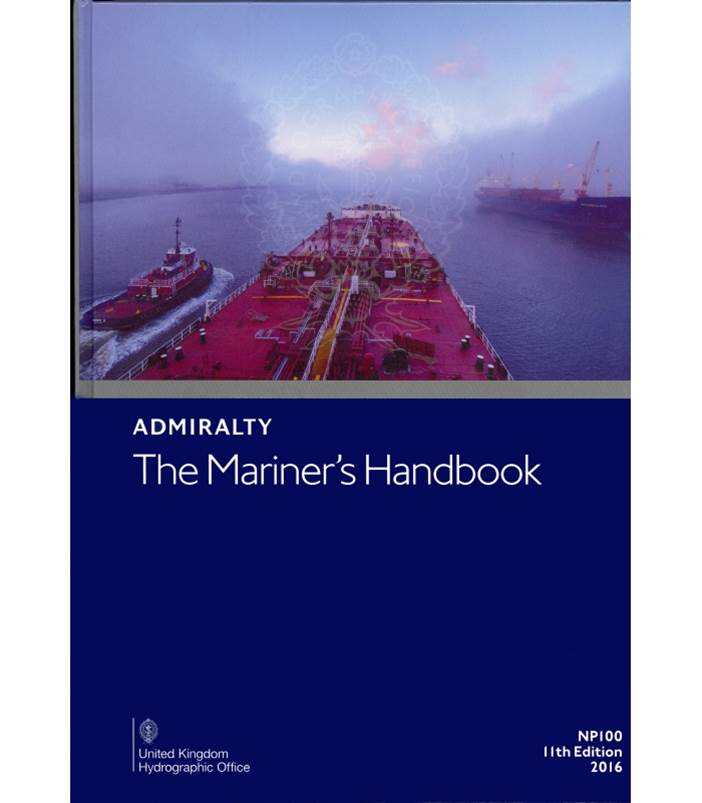 ADMIRALTY
The Mariner's Handbook
United Kingdom
Hydrographic Office
NP100
11th Edition
2016